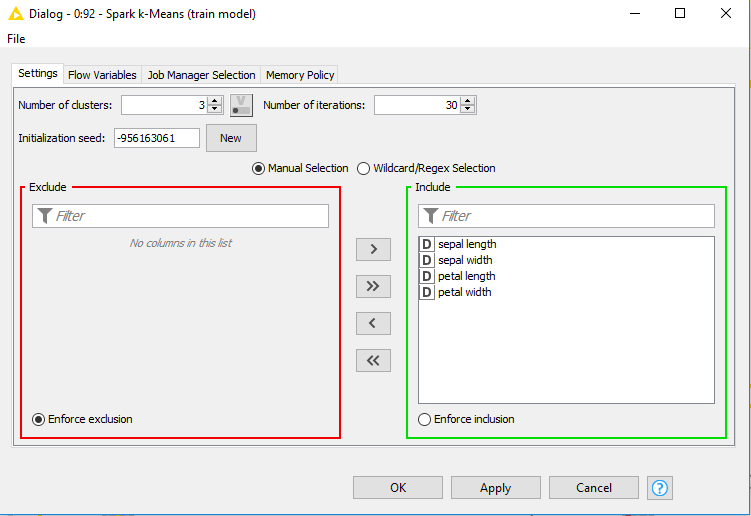 Dialog - 0:92 - Spark k-Means (train model)
File
Settings Flow Variables Job Manager Selection Memory Policy
Number of clusters: 3 V Number of iterations: 30
Initialization seed: -956163061 New
Manual Selection Wildcard/Regex Selection
Exclude Include
Filter Filter
No columns in this list
D sepal length
D sepal width
D petal length
D petal width
> 
>>
<
<<
Enforce exclusion Enforce inclusion
OK Apply Cancel ?